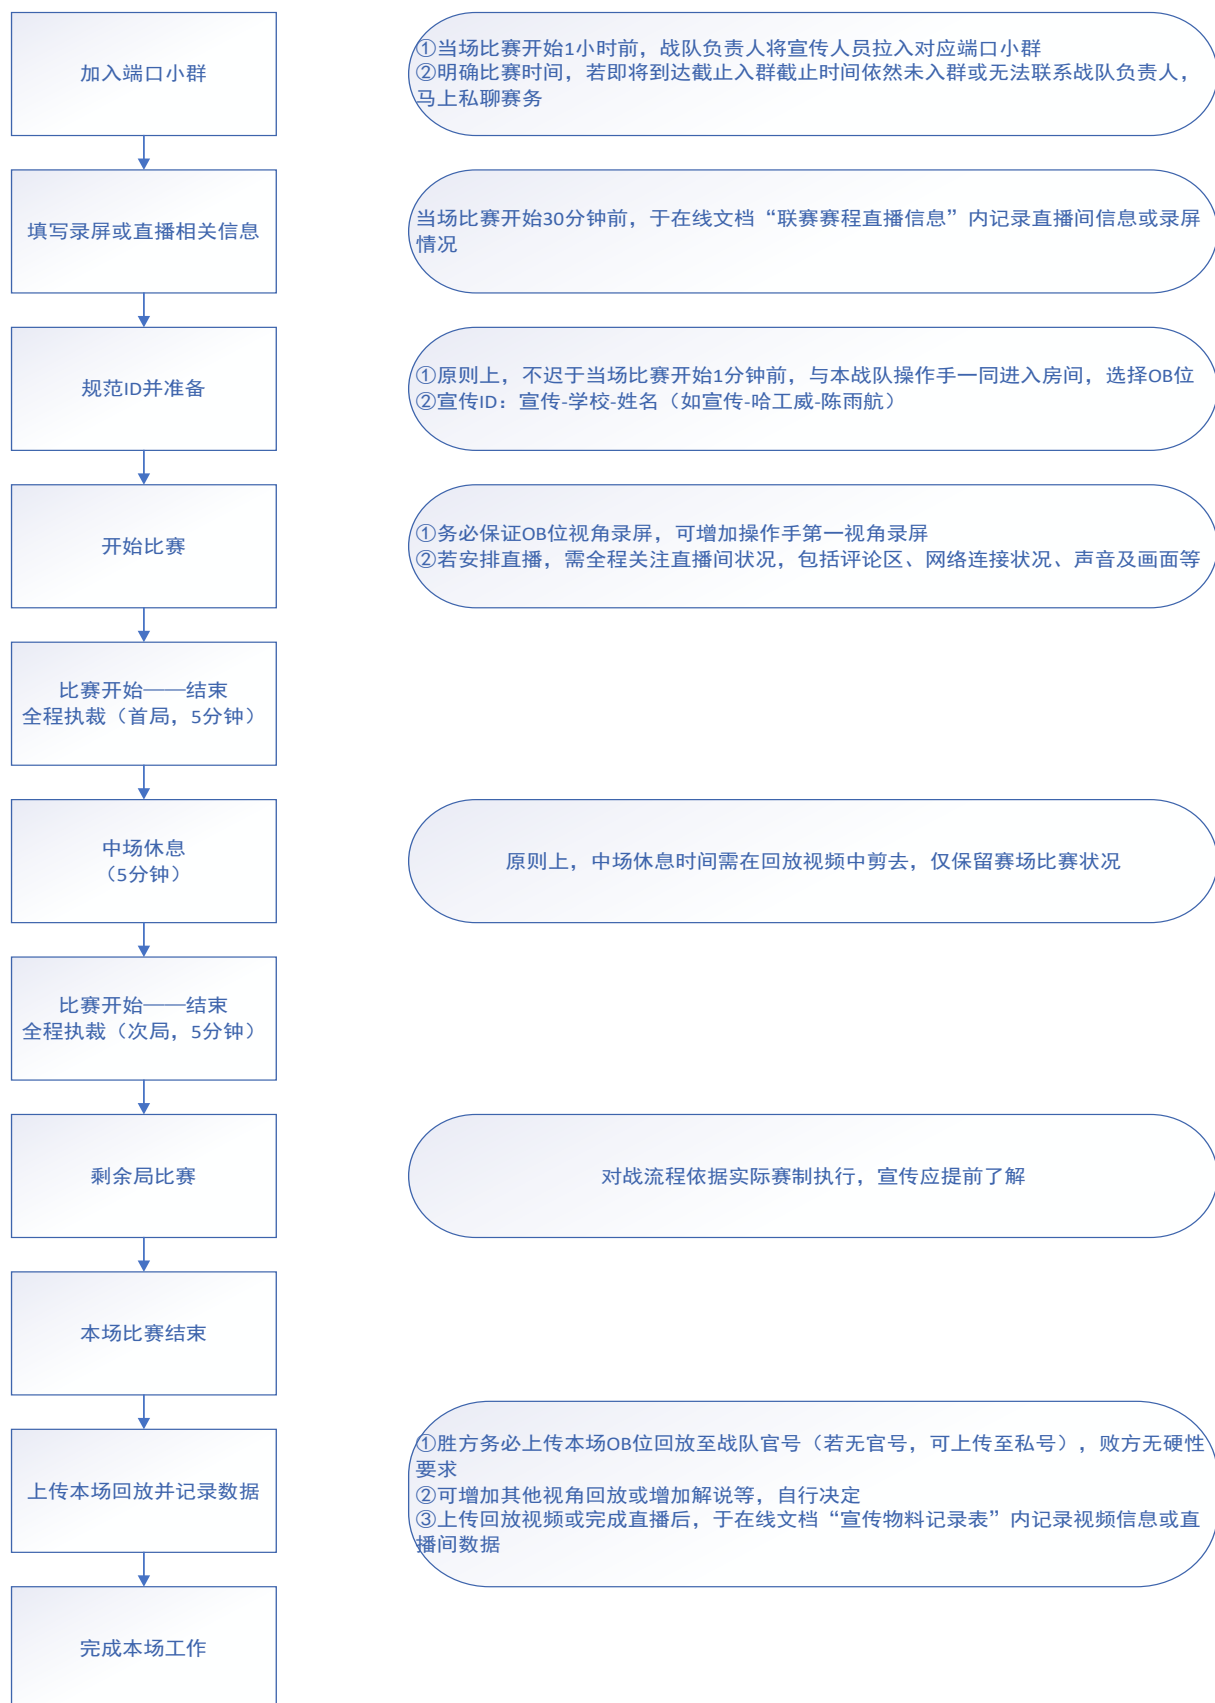 加入端口小群
①当场比赛开始1小时前，战队负责人将宣传人员拉入对应端口小群
②明确比赛时间，若即将到达截止入群截止时间依然未入群或无法联系战队负责人，
马上私聊赛务
填写录屏或直播相关信息
当场比赛开始30分钟前，于在线文档“联赛赛程直播信息”内记录直播间信息或录屏
情况
规范ID并准备
①原则上，不迟于当场比赛开始1分钟前，与本战队操作手一同进入房间，选择OB位
②宣传ID：宣传-学校-姓名（如宣传-哈工威-陈雨航）
开始比赛
①务必保证OB位视角录屏，可增加操作手第一视角录屏
②若安排直播，需全程关注直播间状况，包括评论区、网络连接状况、声音及画面等
比赛开始——结束
全程执裁（首局，5分钟）
中场休息
（5分钟）
原则上，中场休息时间需在回放视频中剪去，仅保留赛场比赛状况
比赛开始——结束
全程执裁（次局，5分钟）
剩余局比赛
对战流程依据实际赛制执行，宣传应提前了解
本场比赛结束
上传本场回放并记录数据
①胜方务必上传本场OB位回放至战队官号（若无官号，可上传至私号），败方无硬性
要求
②可增加其他视角回放或增加解说等，自行决定
③上传回放视频或完成直播后，于在线文档“宣传物料记录表”内记录视频信息或直
播间数据
完成本场工作